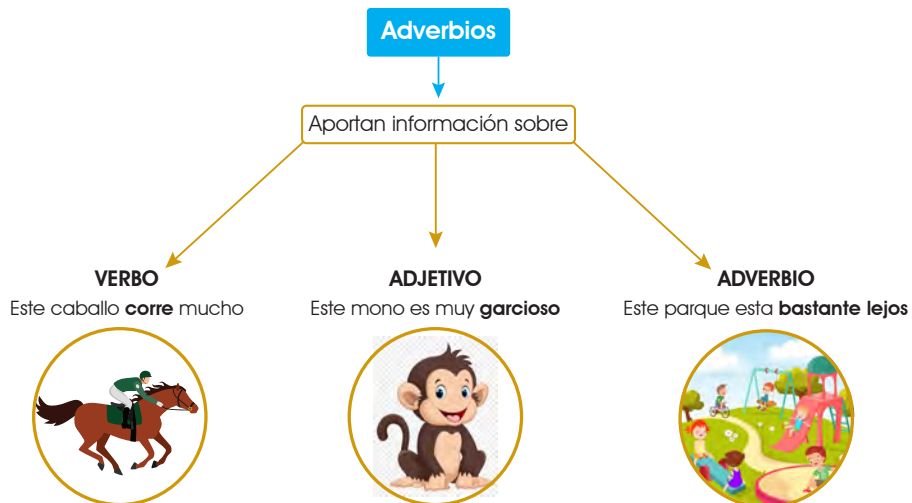 Adverbios
Aportan información sobre
VERBO
Este caballo corre mucho
ADJETIVO
Este mono es muy garcioso
ADVERBIO
Este parque esta bastante lejos